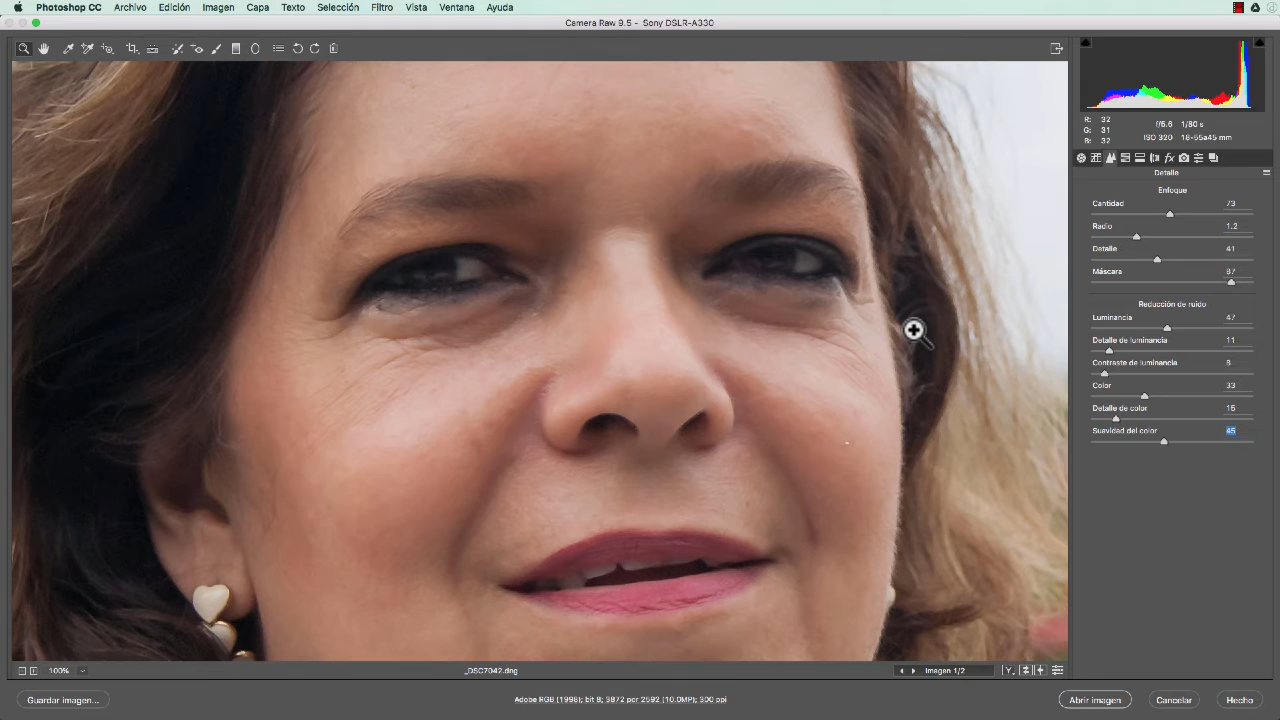 Photoshop CC Archivo Edición Imagen Capa Texto Selección Filtro Vista Ventana Ayuda
Camera Raw 9.5 - Sony DSLR-A330
R: 32
G: 31
B: 32
f/5.6 1/80 s
ISO 320 18-55a45 mm
Detalle
Enfoque
Cantidad 73
Radio 1.2
Detalle 41
Máscara 87
Reducción de ruido
Luminancia 47
Detalle de luminancia 11
Contraste de luminancia 8
Color 33
Detalle de color 15
Suavidad del color 45
100%
_DSC7042.dng
Imagen 1/2
Y
Guardar imagen...
Adobe RGB (1998); bit 8; 3872 por 2592 (10.0MP); 300 ppi
Abrir imagen Cancelar Hecho